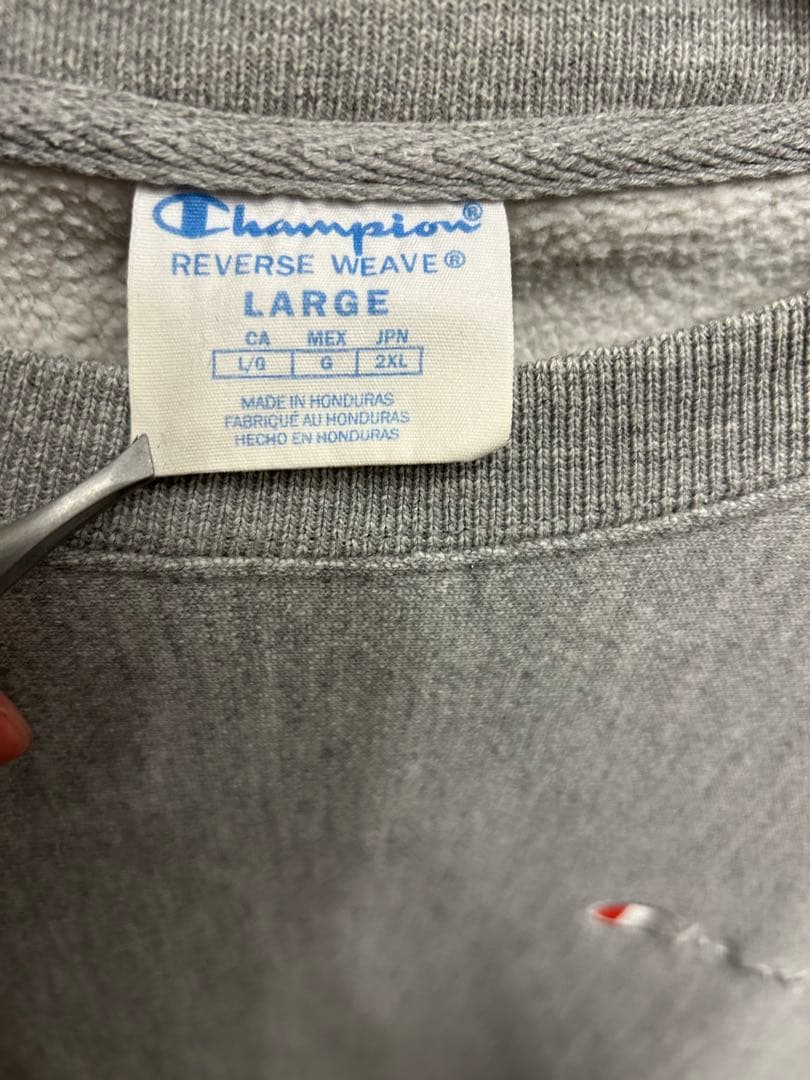 Champion®
REVERSE WEAVE®
LARGE
CA MEX JPN
L/G G 2XL
MADE IN HONDURAS
FABRIQUÉ AU HONDURAS
HECHO EN HONDURAS